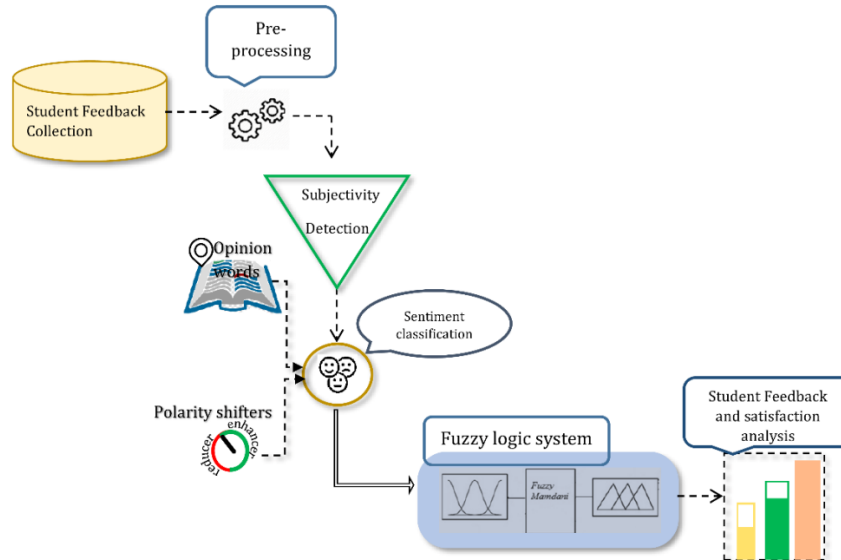 Pre-
processing
Student Feedback
Collection
Subjectivity
Detection
Opinion
words
Sentiment
classification
Polarity shifters
reducer
enhancer
Fuzzy logic system
Fuzzy
Mamdani
Student Feedback
and satisfaction
analysis